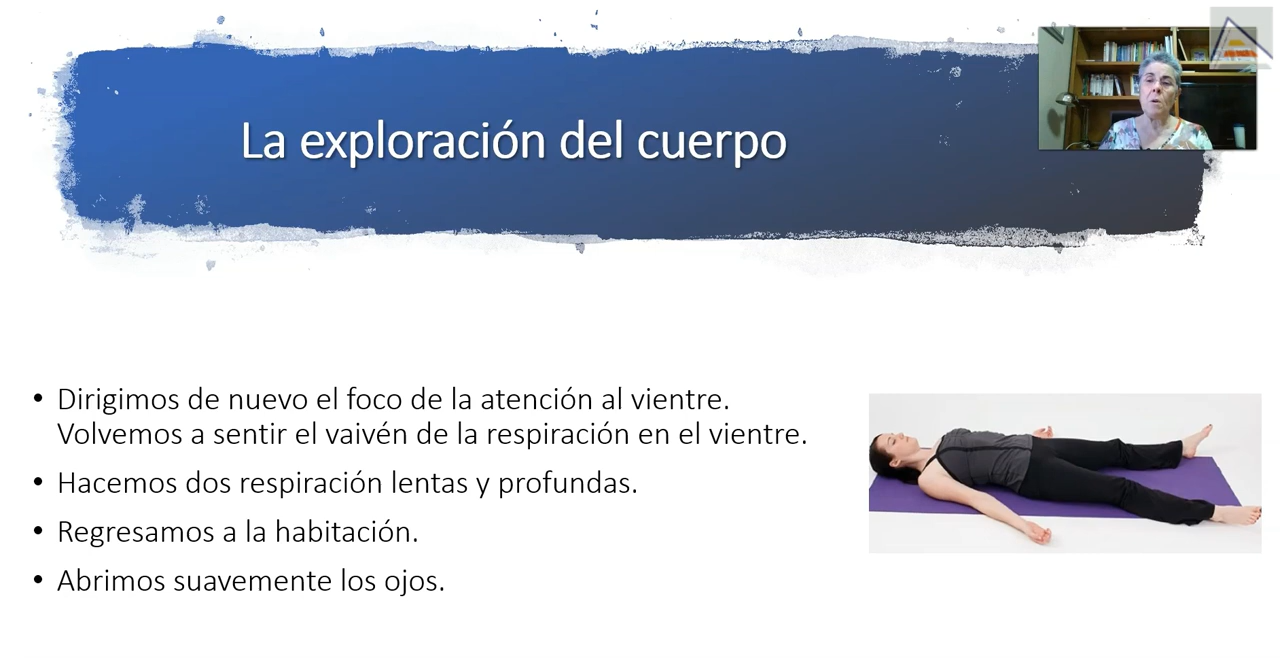 La exploración del cuerpo
• Dirigimos de nuevo el foco de la atención al vientre.
Volvemos a sentir el vaivén de la respiración en el vientre.
• Hacemos dos respiración lentas y profundas.
• Regresamos a la habitación.
• Abrimos suavemente los ojos.